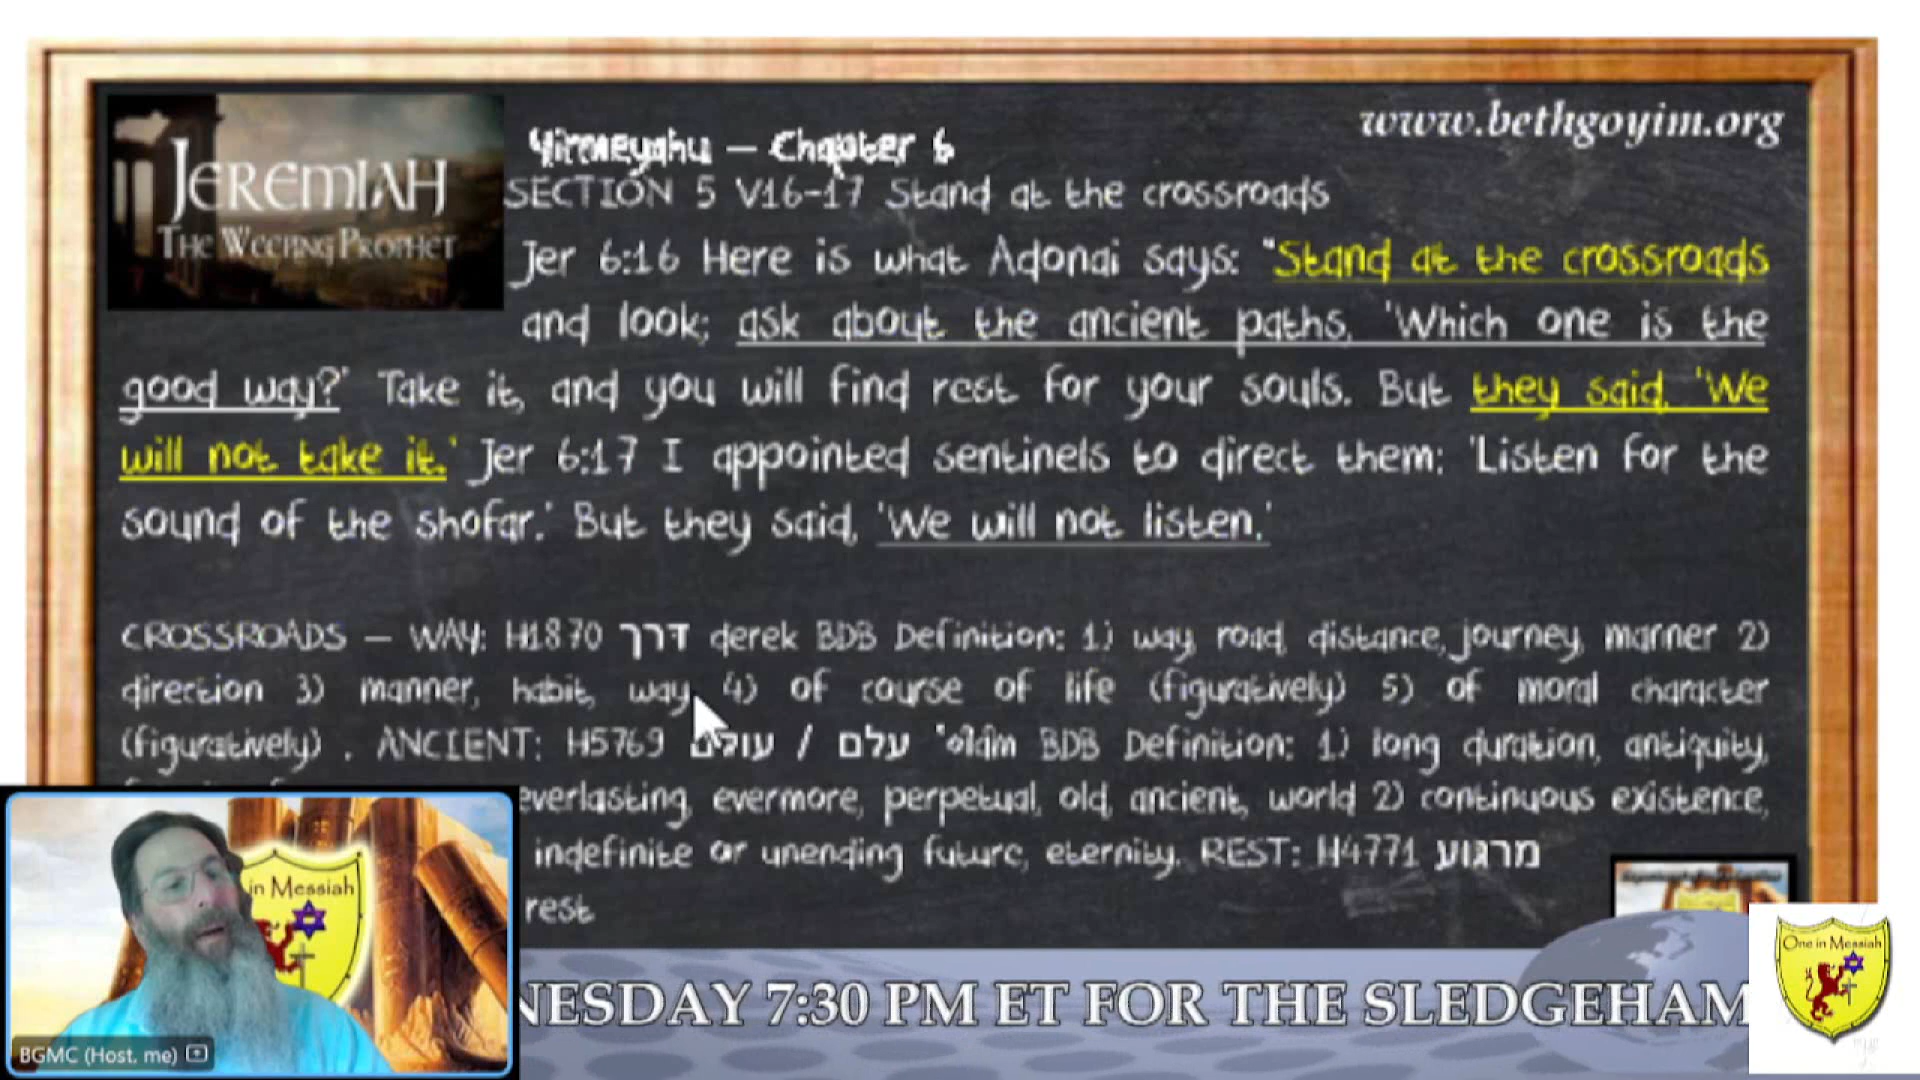 www.bethgoyim.org
JEREMIAH
THE WEEPING PROPHET
Yirmeyahu – Chapter 6
SECTION 5 V16-17 Stand at the crossroads
Jer 6:16 Here is what Adonai says: "Stand at the crossroads
and look; ask about the ancient paths, 'Which one is the
good way?' Take it, and you will find rest for your souls. But they said, 'We
will not take it.' Jer 6:17 I appointed sentinels to direct them: 'Listen for the
sound of the shofar.' But they said, 'We will not listen.'
CROSSROADS – WAY: H1870 דרך derek BDB Definition: 1) way, road, distance, journey, manner 2)
direction 3) manner, habit, way 4) of course of life (figuratively) 5) of moral character
(figuratively) . ANCIENT: H5769 עולם / עלם ‛ôlâm BDB Definition: 1) long duration, antiquity,
everlasting, evermore, perpetual, old, ancient, world 2) continuous existence,
indefinite or unending future, eternity. REST: H4771 מרגוע
rest
in Messiah
BGMC (Host, me)
NESDAY 7:30 PM ET FOR THE SLEDGEHAM
One in Messiah